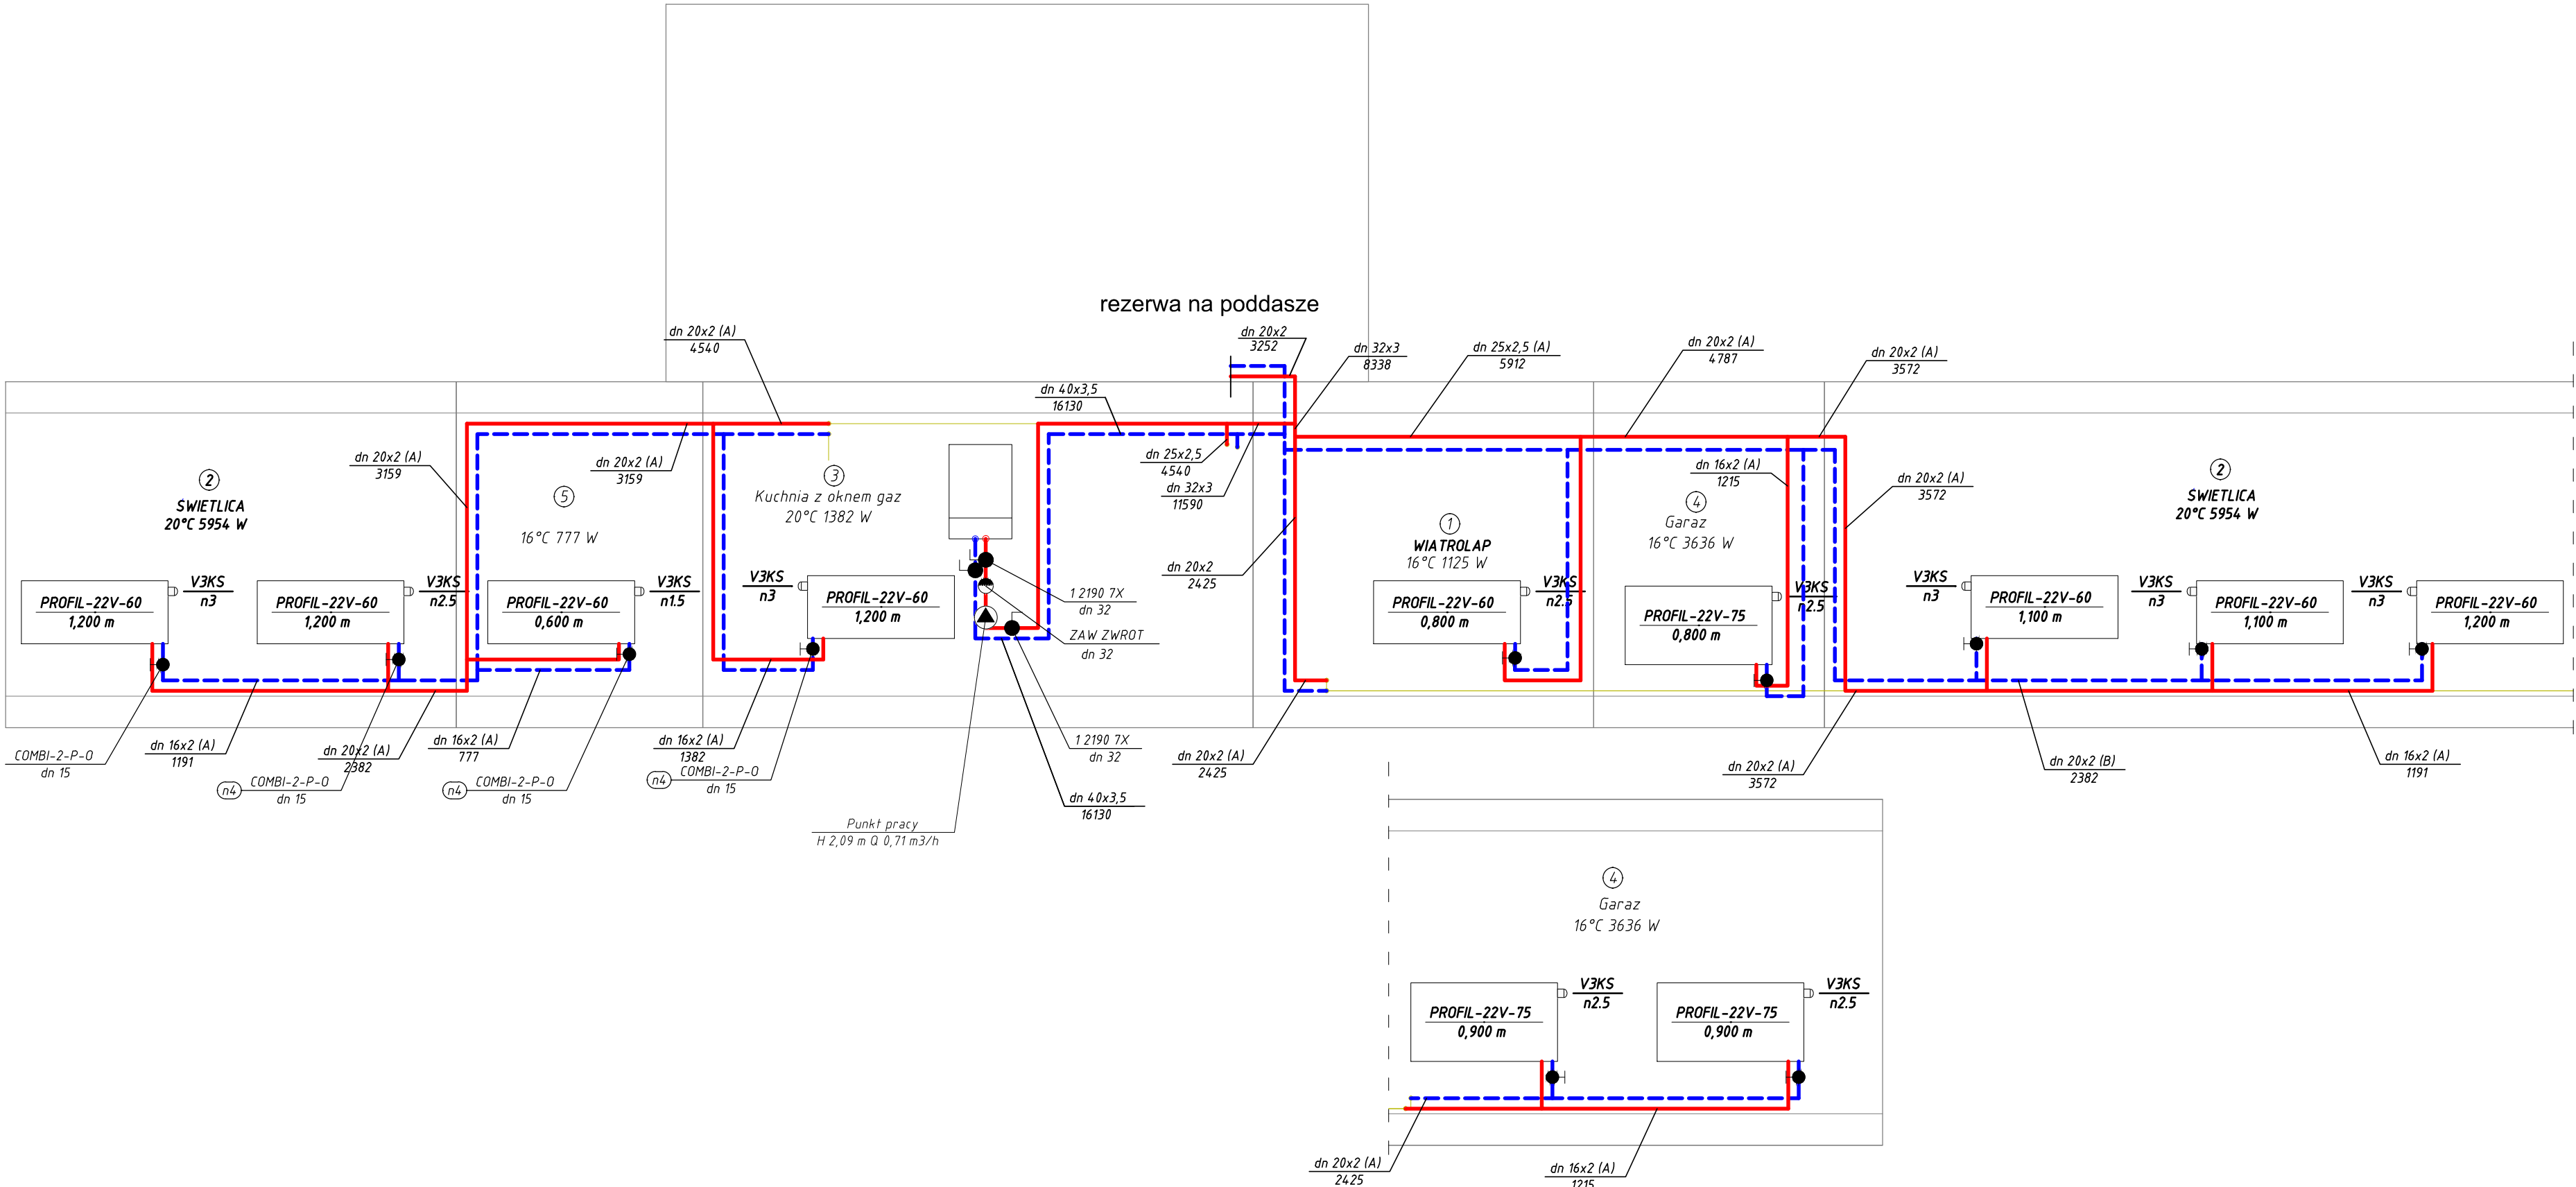 rezerwa na poddasze
dn 20x2 (A)
4540
dn 20x2
3252
dn 32x3
8338
dn 25x2,5 (A)
5912
dn 20x2 (A)
4787
dn 20x2 (A)
3572
dn 40x3,5
16130
dn 20x2 (A)
3159
dn 20x2 (A)
3159
dn 25x2,5
4540
dn 32x3
11590
dn 16x2 (A)
1215
dn 20x2 (A)
3572
2
ŚWIETLICA
20°C 5954 W
5
16°C 777 W
3
Kuchnia z oknem gaz
20°C 1382 W
1
WIATROLAP
16°C 1125 W
4
Garaz
16°C 3636 W
2
ŚWIETLICA
20°C 5954 W
dn 20x2
2425
PROFIL-22V-60
1,200 m
V3KS
n3
PROFIL-22V-60
1,200 m
V3KS
n2.5
PROFIL-22V-60
0,600 m
V3KS
n1.5
V3KS
n3
PROFIL-22V-60
1,200 m
1 2190 7X
dn 32
ZAW ZWROT
dn 32
PROFIL-22V-60
0,800 m
V3KS
n2.5
PROFIL-22V-75
0,800 m
V3KS
n2.5
V3KS
n3
PROFIL-22V-60
1,100 m
V3KS
n3
PROFIL-22V-60
1,100 m
V3KS
n3
PROFIL-22V-60
1,200 m
COMBI-2-P-O
dn 15
dn 16x2 (A)
1191
dn 20x2 (A)
2382
dn 16x2 (A)
777
dn 16x2 (A)
1382
1 2190 7X
dn 32
dn 20x2 (A)
2425
dn 20x2 (A)
3572
dn 20x2 (B)
2382
dn 16x2 (A)
1191
n4
COMBI-2-P-O
dn 15
n4
COMBI-2-P-O
dn 15
n4
COMBI-2-P-O
dn 15
dn 40x3,5
16130
Punkt pracy
H 2,09 m Q 0,71 m3/h
4
Garaz
16°C 3636 W
PROFIL-22V-75
0,900 m
V3KS
n2.5
PROFIL-22V-75
0,900 m
V3KS
n2.5
dn 20x2 (A)
2425
dn 16x2 (A)
1215